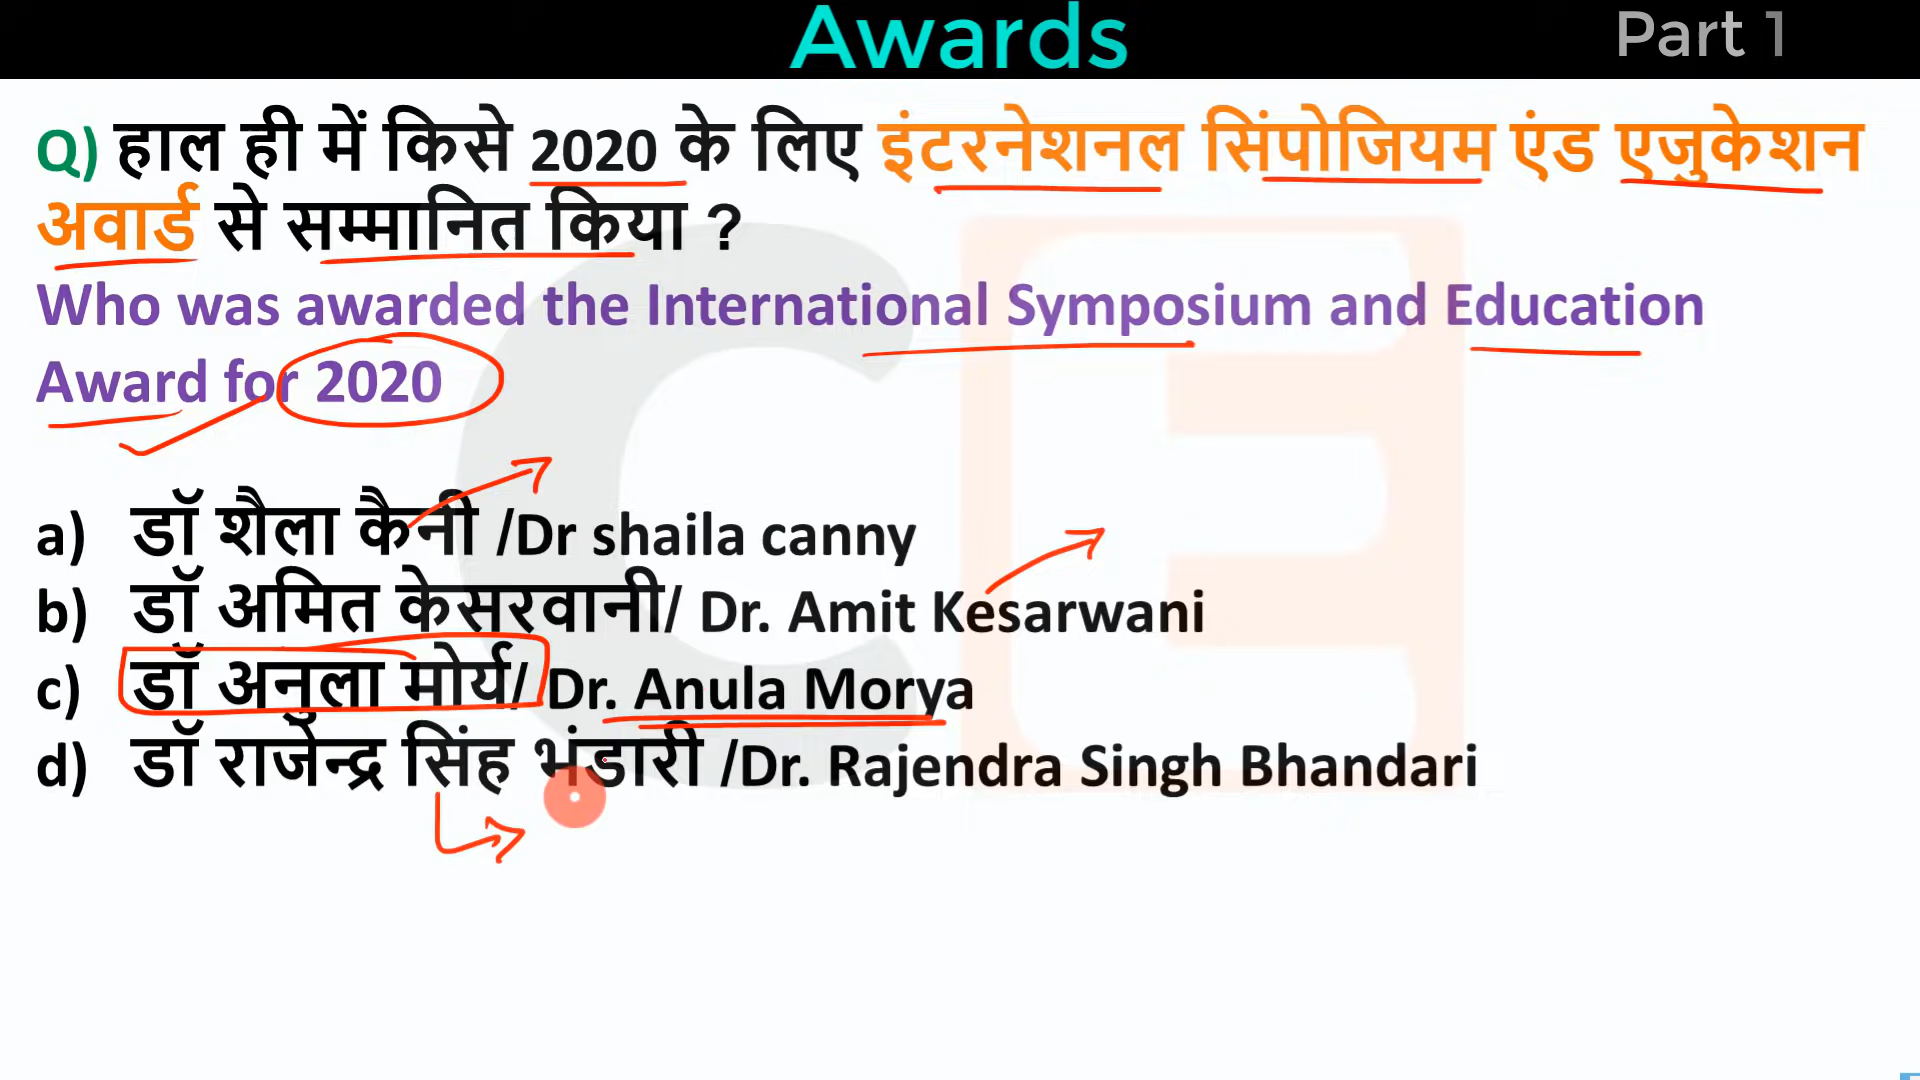 Awards
Part 1
Q) हाल ही में किसे 2020 के लिए इंटरनेशनल सिंपोजियम एंड एजुकेशन
अवार्ड से सम्मानित किया ?
Who was awarded the International Symposium and Education
Award for 2020
a) डॉ शैला कैनी /Dr shaila canny
b) डॉ अमित केसरवानी/ Dr. Amit Kesarwani
c) डॉ अनुला मोर्य/ Dr. Anula Morya
d) डॉ राजेन्द्र सिंह भंडारी /Dr. Rajendra Singh Bhandari
CE